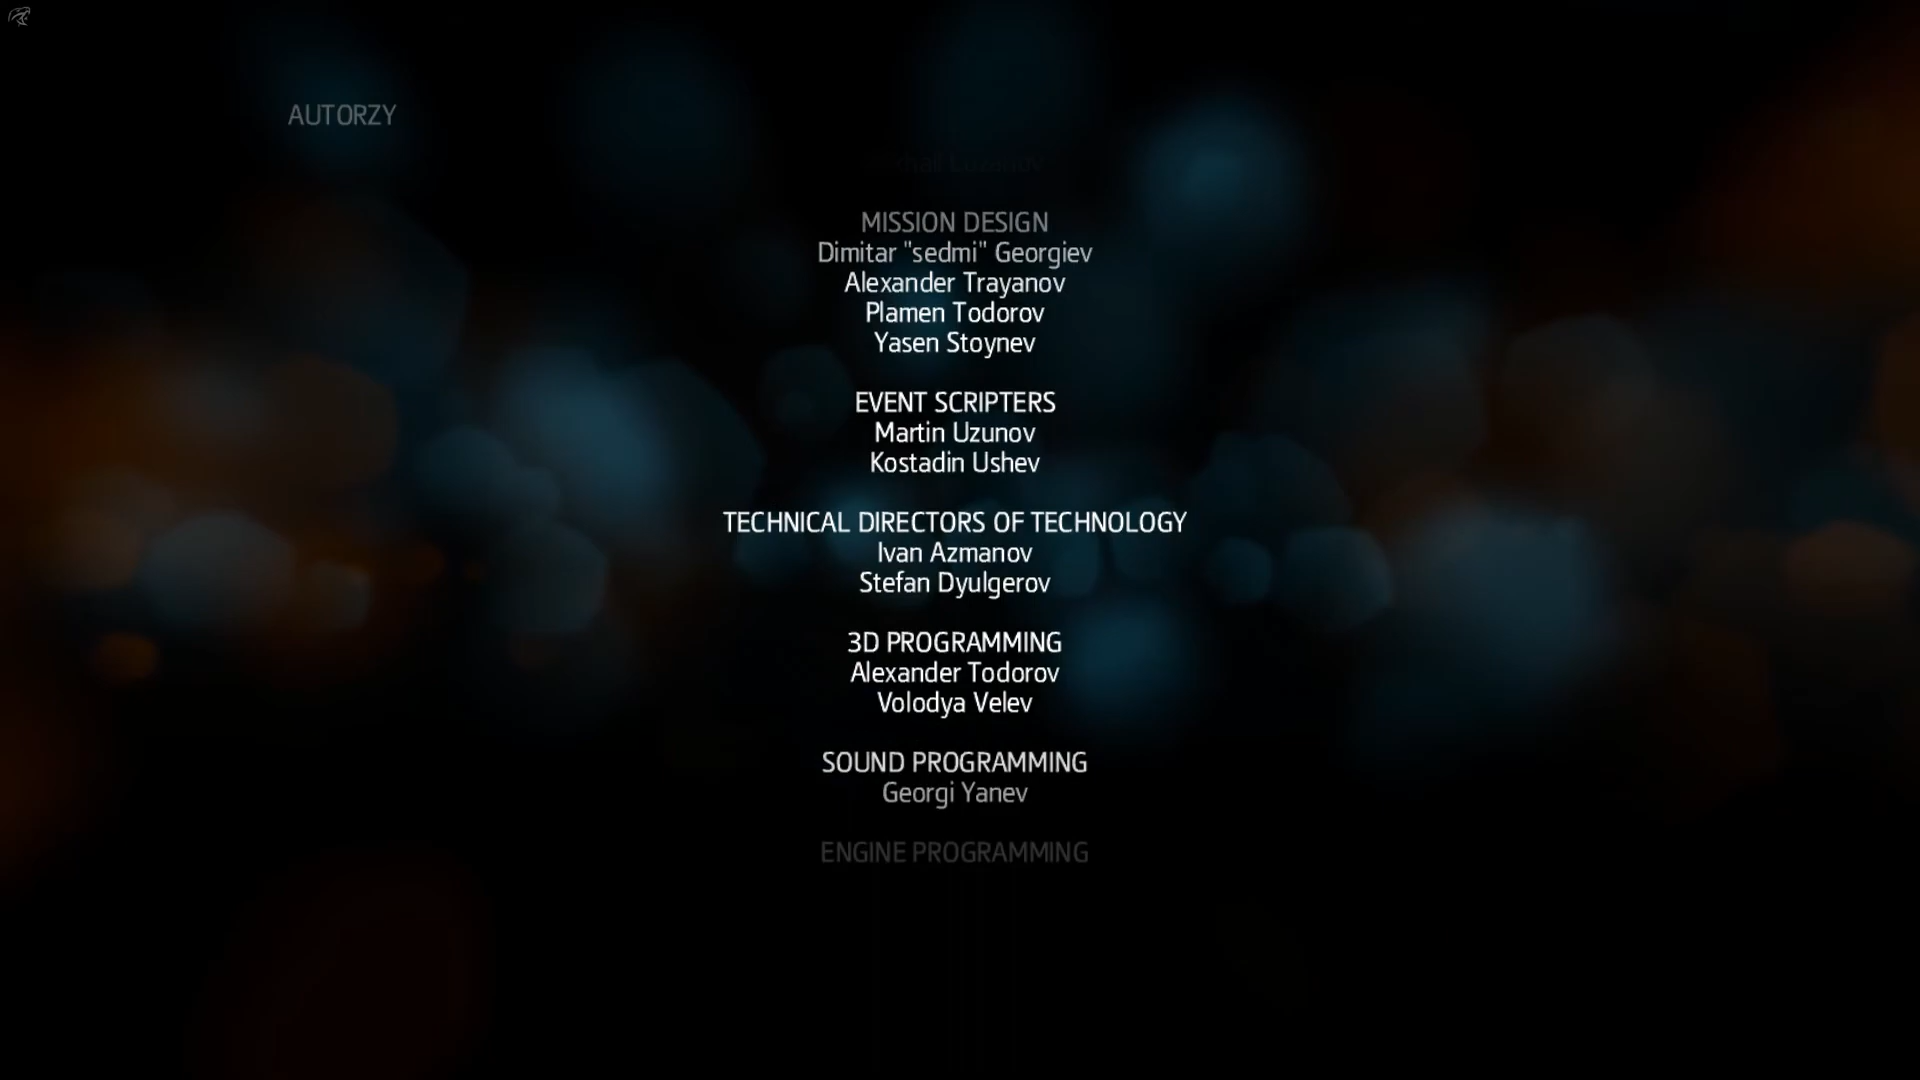 AUTORZY
MISSION DESIGN
Dimitar "sedmi" Georgiev
Alexander Trayanov
Plamen Todorov
Yasen Stoynev
EVENT SCRIPTERS
Martin Uzunov
Kostadin Ushev
TECHNICAL DIRECTORS OF TECHNOLOGY
Ivan Azmanov
Stefan Dyulgerov
3D PROGRAMMING
Alexander Todorov
Volodya Velev
SOUND PROGRAMMING
Georgi Yanev
ENGINE PROGRAMMING